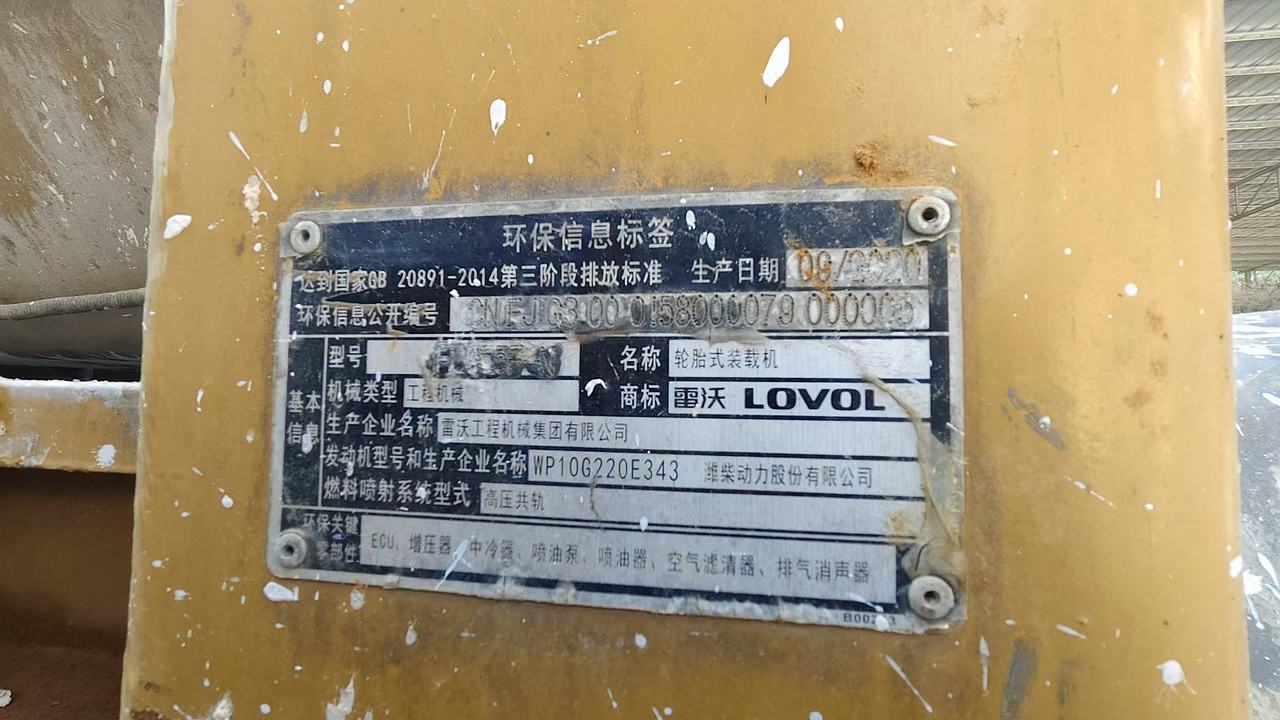 环保信息标签
达到国家GB 20891-2014第三阶段排放标准 生产日期 09/2020
环保信息公开编号
型号 名称 轮胎式装载机
机械类型 工程机械 商标 雷沃 LOVOL
基本信息
生产企业名称 雷沃工程机械集团有限公司
发动机型号和生产企业名称 WP10G220E343 潍柴动力股份有限公司
燃料喷射系统型式 高压共轨
环保关键零部件 ECU、增压器、中冷器、喷油泵、喷油器、空气滤清器、排气消声器